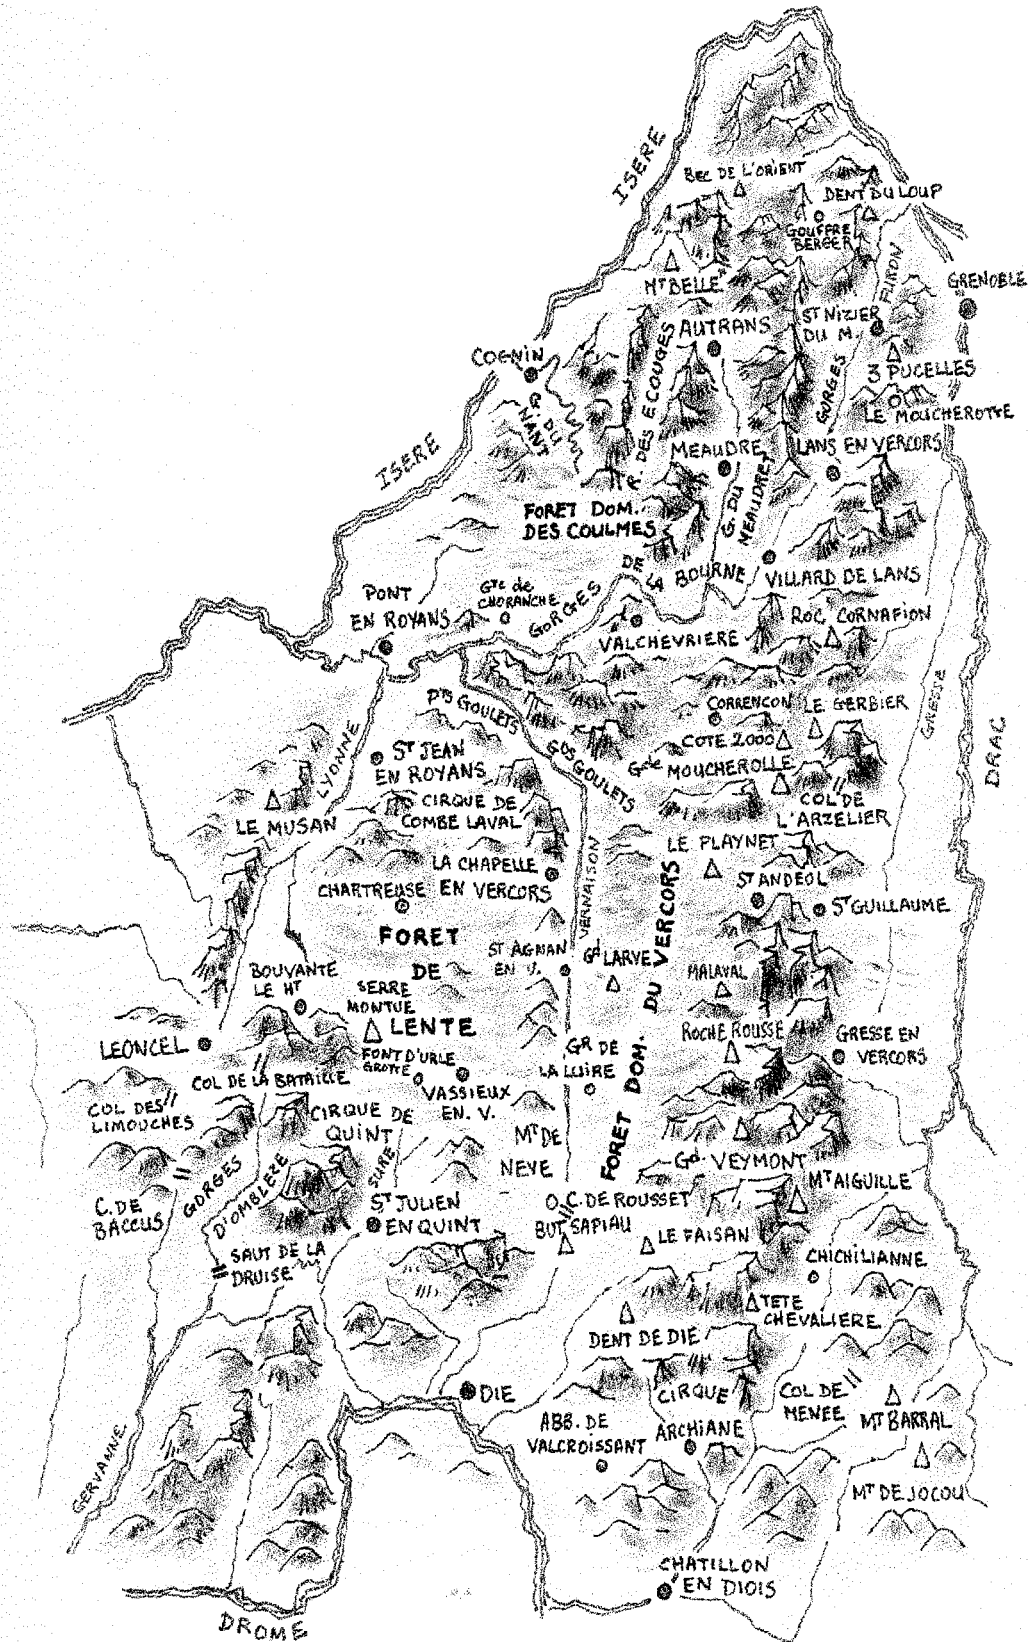 ISERE
BEC DE L'ORIENT
DENT DU LOUP
GOUFFRE
BERGER
FURON
GRENOBLE
MT BELLE
AUTRANS
ST NIZIER
DU M.
3 PUCELLES
LE MOUCHEROTTE
GORGES
COGNIN
G. DU
NANT
R. DES ECOUGES
ISERE
MEAUDRE
LANS EN VERCORS
G. DU
MEAUDRET
FORET DOM.
DES COULMES
VILLARD DE LANS
PONT
EN ROYANS
GTE de
CHORANCHE
GORGES
DE
LA BOURNE
VALCHEVRIERE
ROC CORNAFION
GRESSE
DRAC
PTS GOULETS
GDS GOULETS
CORRENCON
LE GERBIER
COTE 2000
GDE MOUCHEROLLE
COL DE
L'ARZELIER
LYONNE
ST JEAN
EN ROYANS
LE MUSAN
CIRQUE DE
COMBE LAVAL
LE PLAYNET
LA CHAPELLE
EN VERCORS
CHARTREUSE
VERNAISON
ST ANDEOL
ST GUILLAUME
FORET
DE
LENTE
ST AGNAN
EN V.
GD LARVE
FORET DOM. DU VERCORS
MALAVAL
BOUVANTE
LE HT
SERRE
MONTUE
LEONCEL
FONT D'URLE
GROTTE
VASSIEUX
EN. V.
GR DE
LA LUIRE
ROCHE ROUSSE
GRESSE EN
VERCORS
COL DE LA BATAILLE
COL DES
LIMOUCHES
CIRQUE DE
QUINT
SURE
MT DE
NEVE
GD. VEYMONT
MT AIGUILLE
C. DE
BACCUS
GORGES
D'OMBLEZE
ST JULIEN
EN QUINT
C. DE ROUSSET
BUT SAPIAU
LE FAISAN
SAUT DE LA
DRUISE
CHICHILIANNE
TETE
CHEVALIERE
DENT DE DIE
DIE
CIRQUE
ARCHIANE
COL DE
MENEE
MT BARRAL
ABB. DE
VALCROISSANT
MT DE JOCOU
GERVANNE
CHATILLON
EN DIOIS
DROME